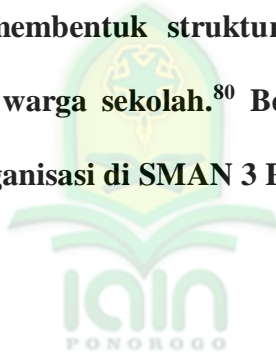 membentuk struktur
warga sekolah.⁸⁰ Be
ganisasi di SMAN 3 P
iain
PONOROGO